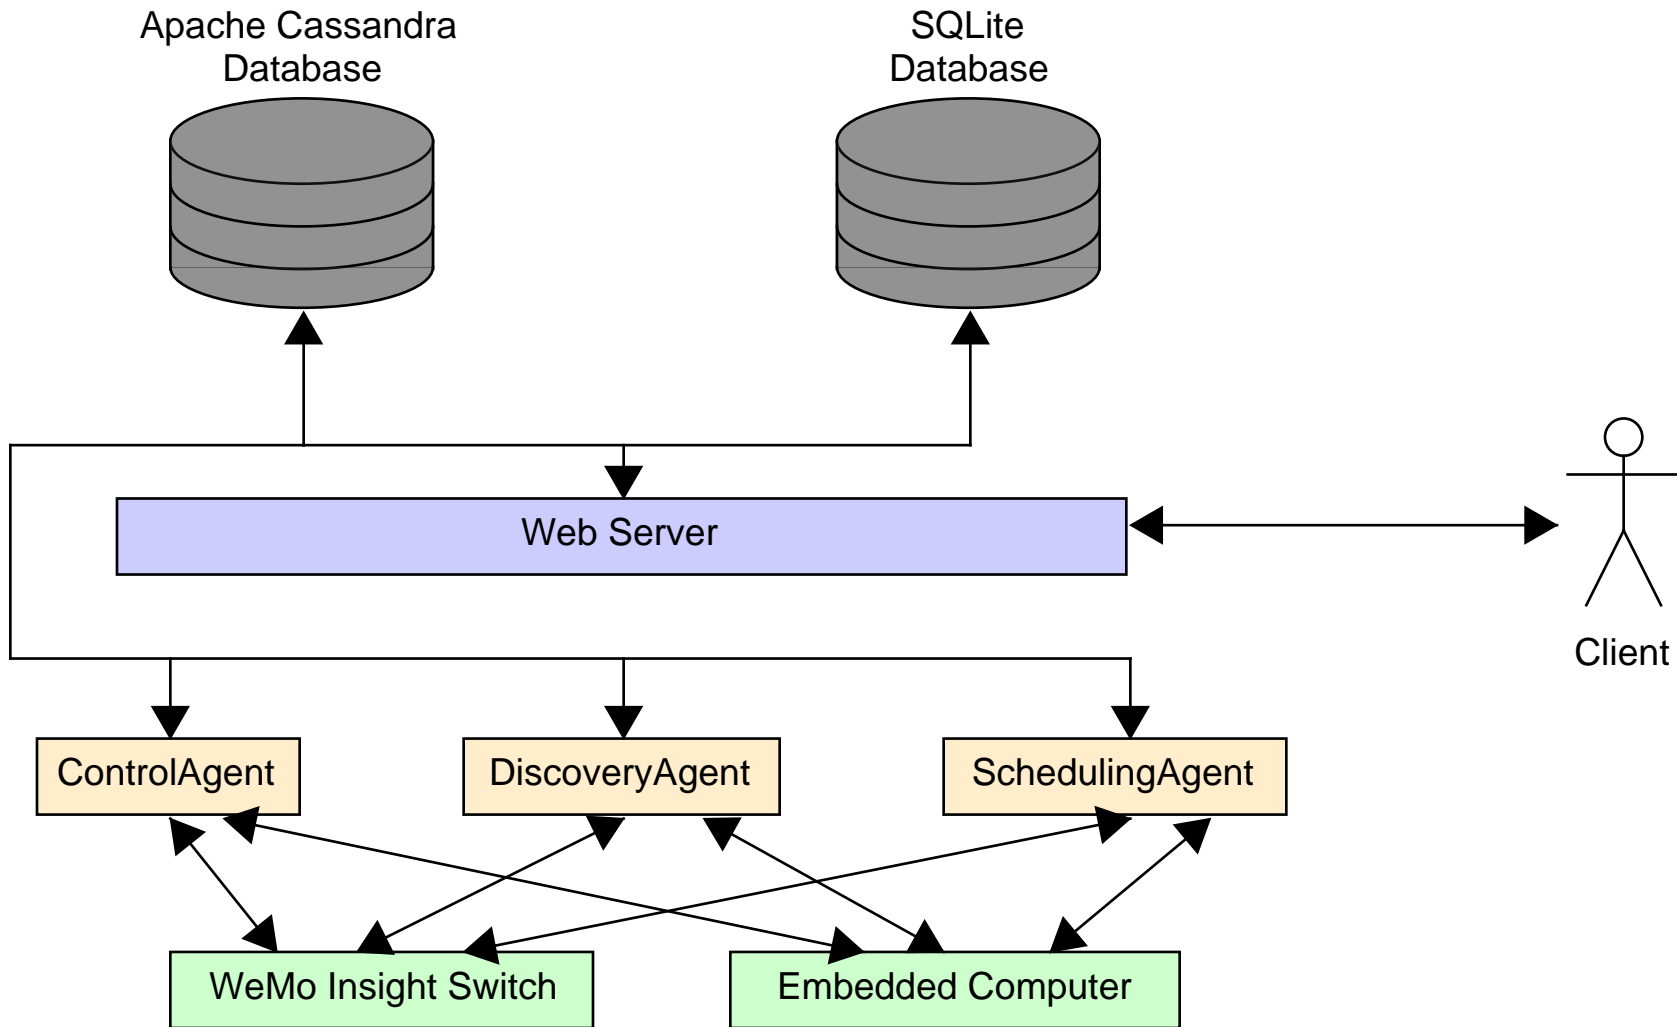 Apache Cassandra
Database
SQLite
Database
Web Server
Client
ControlAgent
DiscoveryAgent
SchedulingAgent
WeMo Insight Switch
Embedded Computer